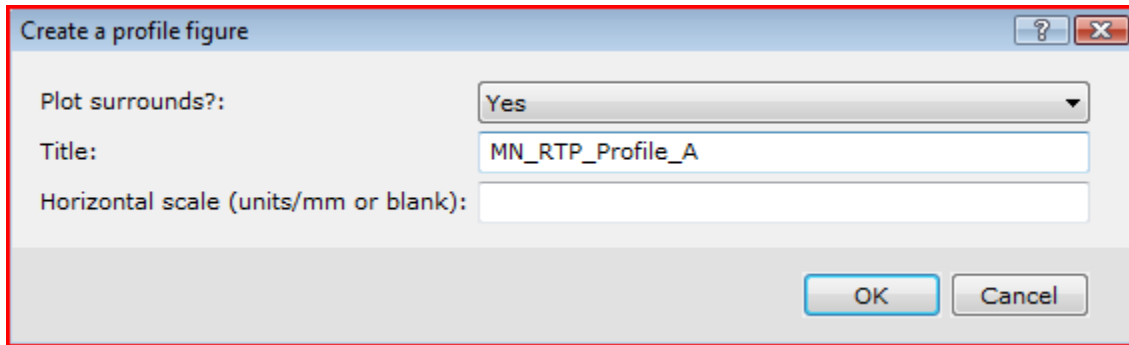 Create a profile figure
?
Plot surrounds?: Yes
Title: MN_RTP_Profile_A
Horizontal scale (units/mm or blank):
OK Cancel